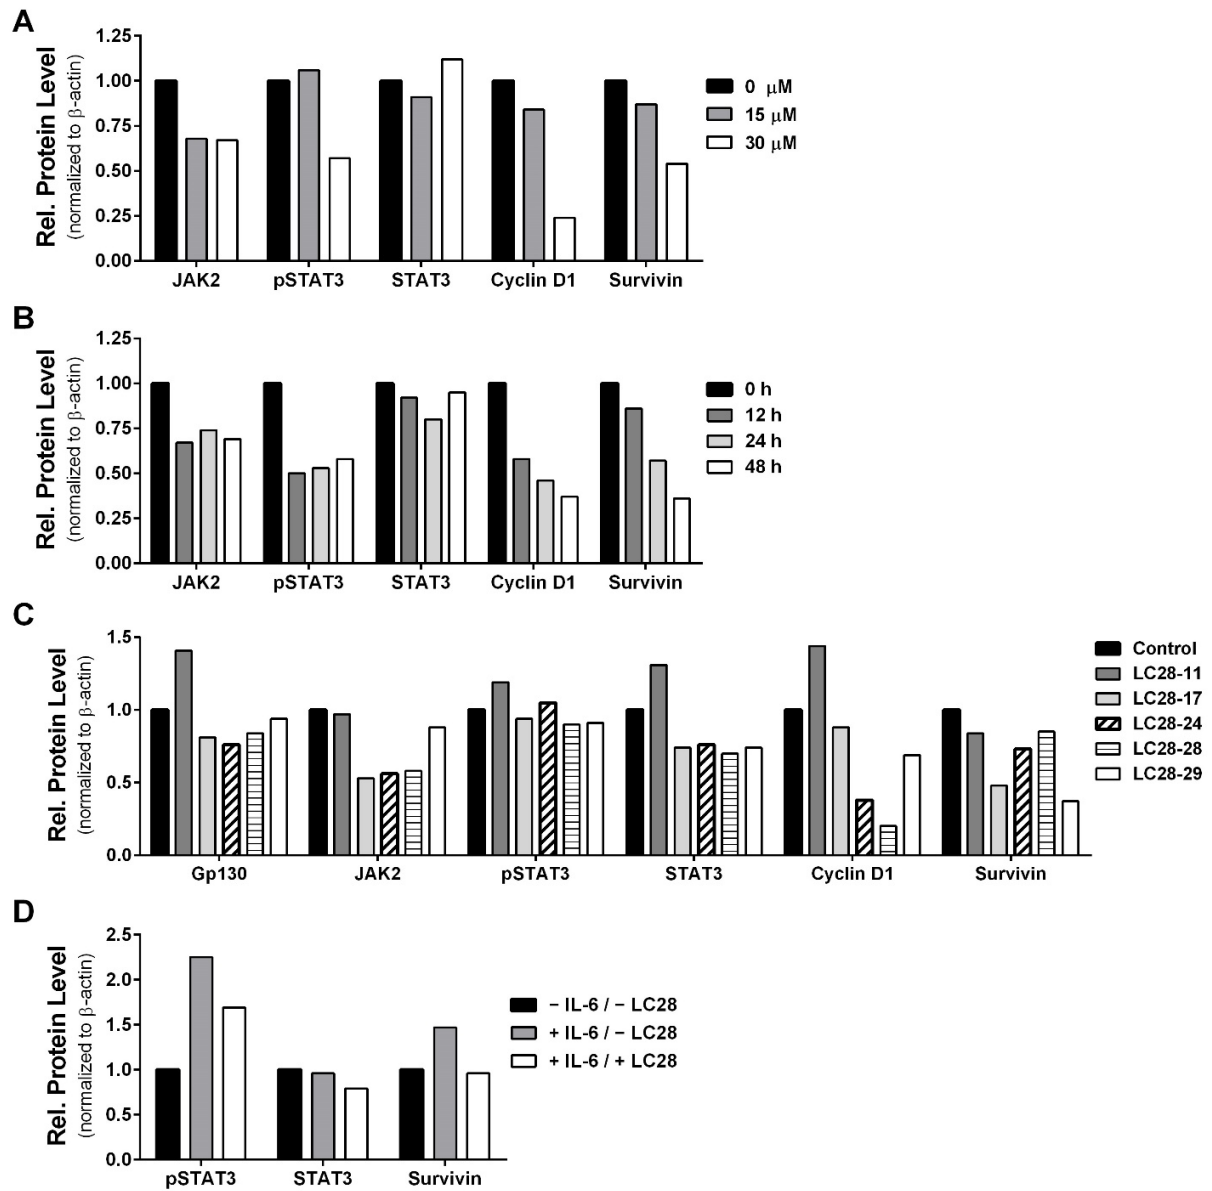 A
Rel. Protein Level
(normalized to β-actin)
1.25
1.00
0.75
0.50
0.25
0.00
JAK2 pSTAT3 STAT3 Cyclin D1 Survivin
0 μM
15 μM
30 μM
B
Rel. Protein Level
(normalized to β-actin)
1.25
1.00
0.75
0.50
0.25
0.00
JAK2 pSTAT3 STAT3 Cyclin D1 Survivin
0 h
12 h
24 h
48 h
C
Rel. Protein Level
(normalized to β-actin)
1.5
1.0
0.5
0.0
Gp130 JAK2 pSTAT3 STAT3 Cyclin D1 Survivin
Control
LC28-11
LC28-17
LC28-24
LC28-28
LC28-29
D
Rel. Protein Level
(normalized to β-actin)
2.5
2.0
1.5
1.0
0.5
0.0
pSTAT3 STAT3 Survivin
− IL-6 / − LC28
+ IL-6 / − LC28
+ IL-6 / + LC28